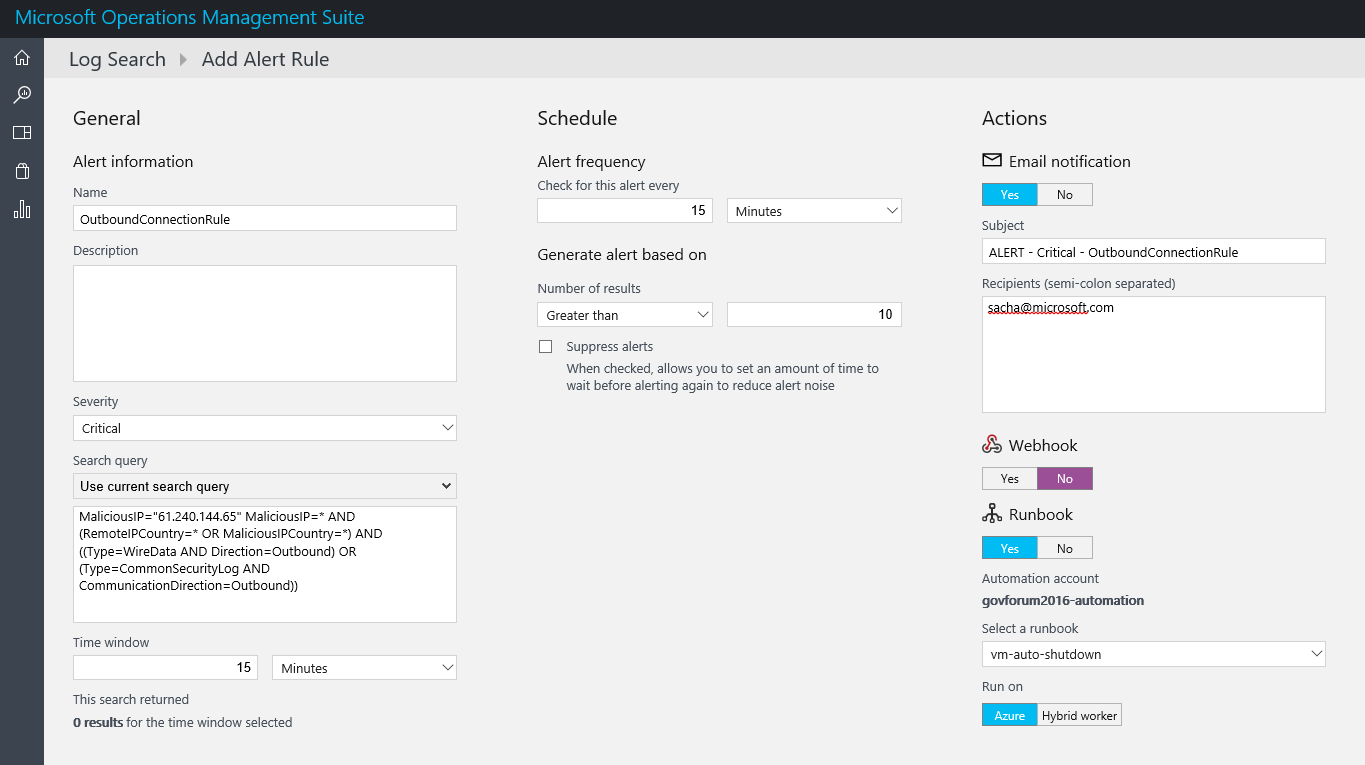 Microsoft Operations Management Suite
Log Search Add Alert Rule
General
Alert information
Name
OutboundConnectionRule
Description
Severity
Critical
Search query
Use current search query
MaliciousIP="61.240.144.65" MaliciousIP=* AND
(RemoteIPCountry=* OR MaliciousIPCountry=*) AND
((Type=WireData AND Direction=Outbound) OR
(Type=CommonSecurityLog AND
CommunicationDirection=Outbound))
Time window
15 Minutes
This search returned
0 results for the time window selected
Schedule
Alert frequency
Check for this alert every
15 Minutes
Generate alert based on
Number of results
Greater than 10
Suppress alerts
When checked, allows you to set an amount of time to
wait before alerting again to reduce alert noise
Actions
Email notification
Yes No
Subject
ALERT - Critical - OutboundConnectionRule
Recipients (semi-colon separated)
sacha@microsoft.com
Webhook
Yes No
Runbook
Yes No
Automation account
govforum2016-automation
Select a runbook
vm-auto-shutdown
Run on
Azure Hybrid worker